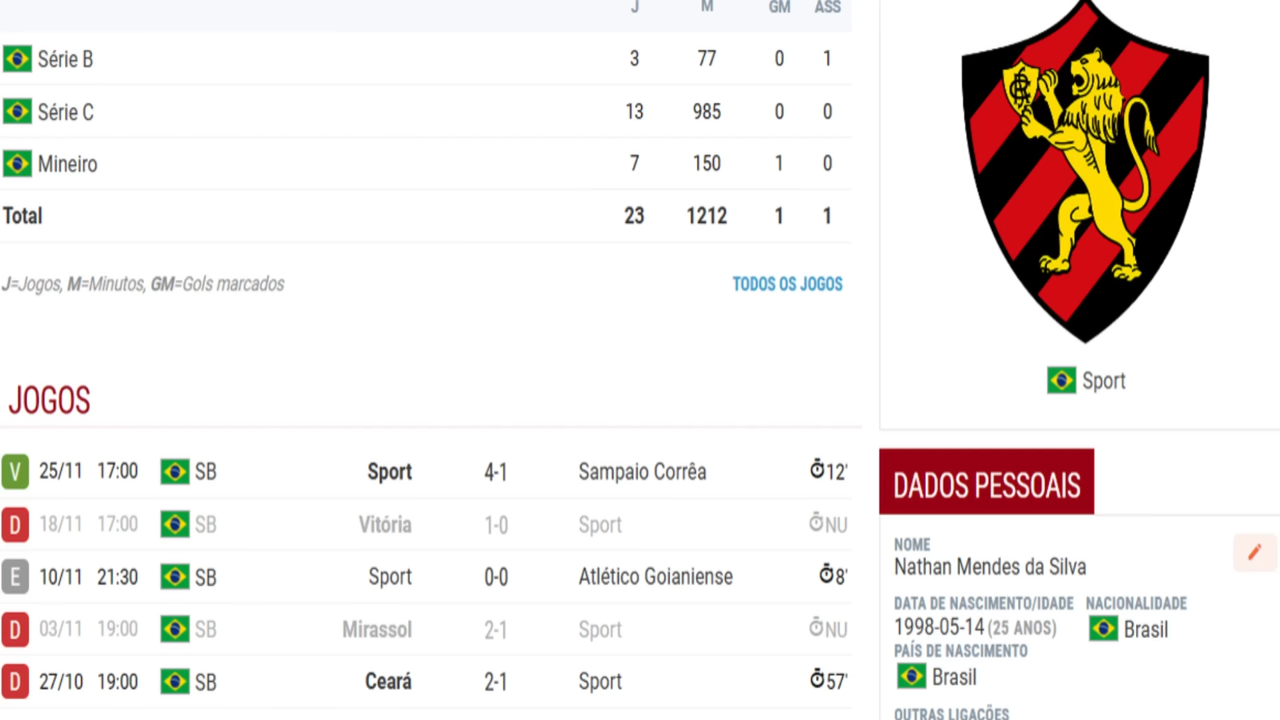 J M GM ASS
Série B 3 77 0 1
Série C 13 985 0 0
Mineiro 7 150 1 0
Total 23 1212 1 1
J=Jogos, M=Minutos, GM=Gols marcados
TODOS OS JOGOS
JOGOS
V 25/11 17:00 SB Sport 4-1 Sampaio Corrêa 12'
D 18/11 17:00 SB Vitória 1-0 Sport NU
E 10/11 21:30 SB Sport 0-0 Atlético Goianiense 8'
D 03/11 19:00 SB Mirassol 2-1 Sport NU
D 27/10 19:00 SB Ceará 2-1 Sport 57'
Sport
DADOS PESSOAIS
NOME
Nathan Mendes da Silva
DATA DE NASCIMENTO/IDADE NACIONALIDADE
1998-05-14 (25 ANOS) Brasil
PAÍS DE NASCIMENTO
Brasil
OUTRAS LIGAÇÕES